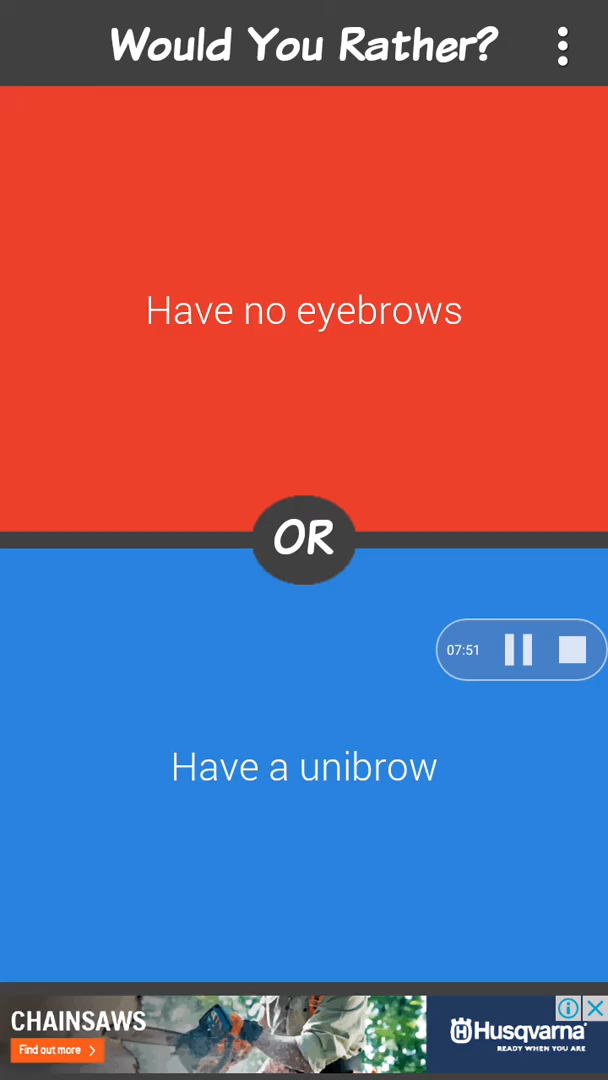 Would You Rather?
Have no eyebrows
OR
07:51
Have a unibrow
CHAINSAWS
Find out more
Husqvarna
READY WHEN YOU ARE